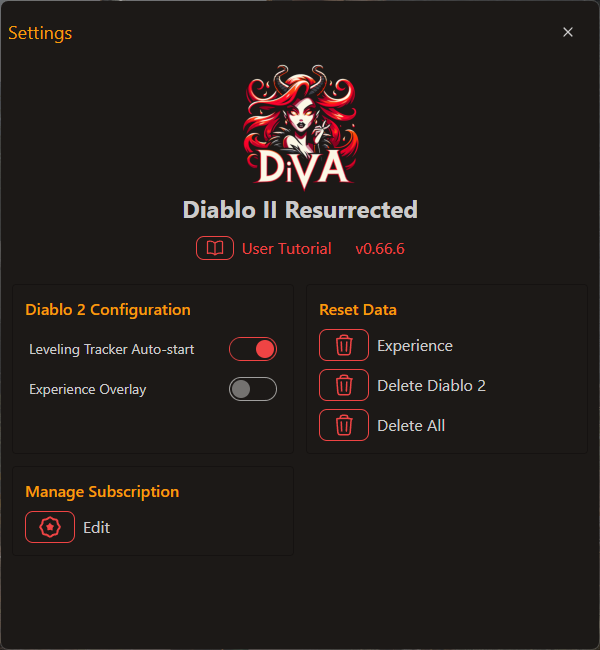 Settings
DiVA
Diablo II Resurrected
User Tutorial v0.66.6
Diablo 2 Configuration
Leveling Tracker Auto-start
Experience Overlay
Reset Data
Experience
Delete Diablo 2
Delete All
Manage Subscription
Edit